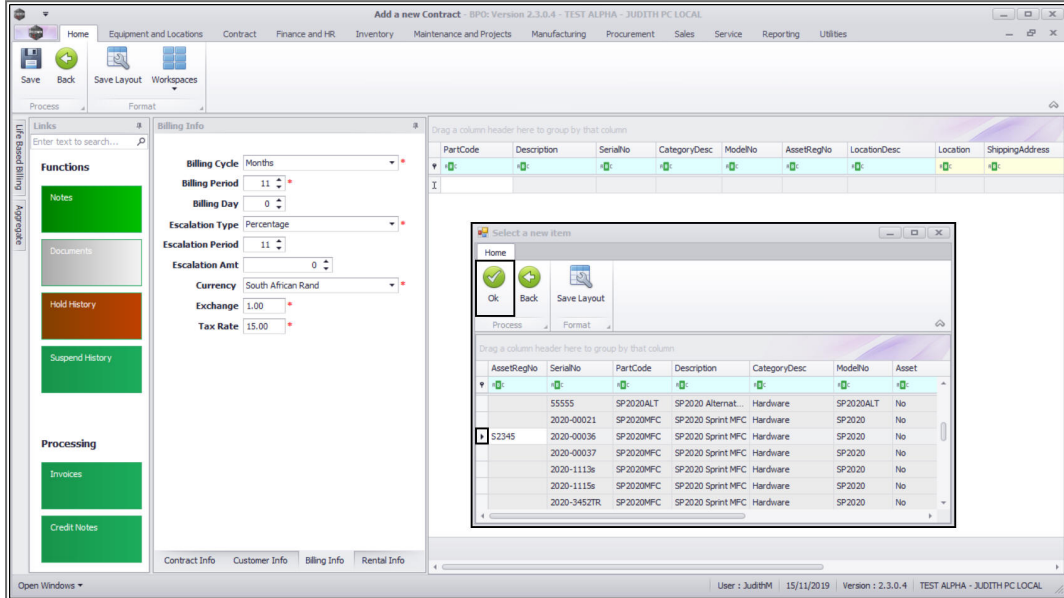 Add a new Contract - BPO: Version 2.3.0.4 - TEST ALPHA - JUDITH PC LOCAL
Home Equipment and Locations Contract Finance and HR Inventory Maintenance and Projects Manufacturing Procurement Sales Service Reporting Utilities
Save Back Save Layout Workspaces
Process Format
Life Based Billing
Aggregate
Links
Enter text to search...
Functions
Notes
Documents
Hold History
Suspend History
Processing
Invoices
Credit Notes
Billing Info
Billing Cycle Months *
Billing Period 11 *
Billing Day 0
Escalation Type Percentage *
Escalation Period 11
Escalation Amt 0
Currency South African Rand *
Exchange 1.00 *
Tax Rate 15.00 *
Contract Info Customer Info Billing Info Rental Info
Drag a column header here to group by that column
PartCode Description SerialNo CategoryDesc ModelNo AssetRegNo LocationDesc Location ShippingAddress
Select a new item
Home
Ok Back Save Layout
Process Format
Drag a column header here to group by that column
AssetRegNo SerialNo PartCode Description CategoryDesc ModelNo Asset
55555 SP2020ALT SP2020 Alternat... Hardware SP2020ALT No
2020-00021 SP2020MFC SP2020 Sprint MFC Hardware SP2020 No
S2345 2020-00036 SP2020MFC SP2020 Sprint MFC Hardware SP2020 No
2020-00037 SP2020MFC SP2020 Sprint MFC Hardware SP2020 No
2020-1113s SP2020MFC SP2020 Sprint MFC Hardware SP2020 No
2020-1115s SP2020MFC SP2020 Sprint MFC Hardware SP2020 No
2020-3452TR SP2020MFC SP2020 Sprint MFC Hardware SP2020 No
Open Windows User : JudithM 15/11/2019 Version : 2.3.0.4 TEST ALPHA - JUDITH PC LOCAL